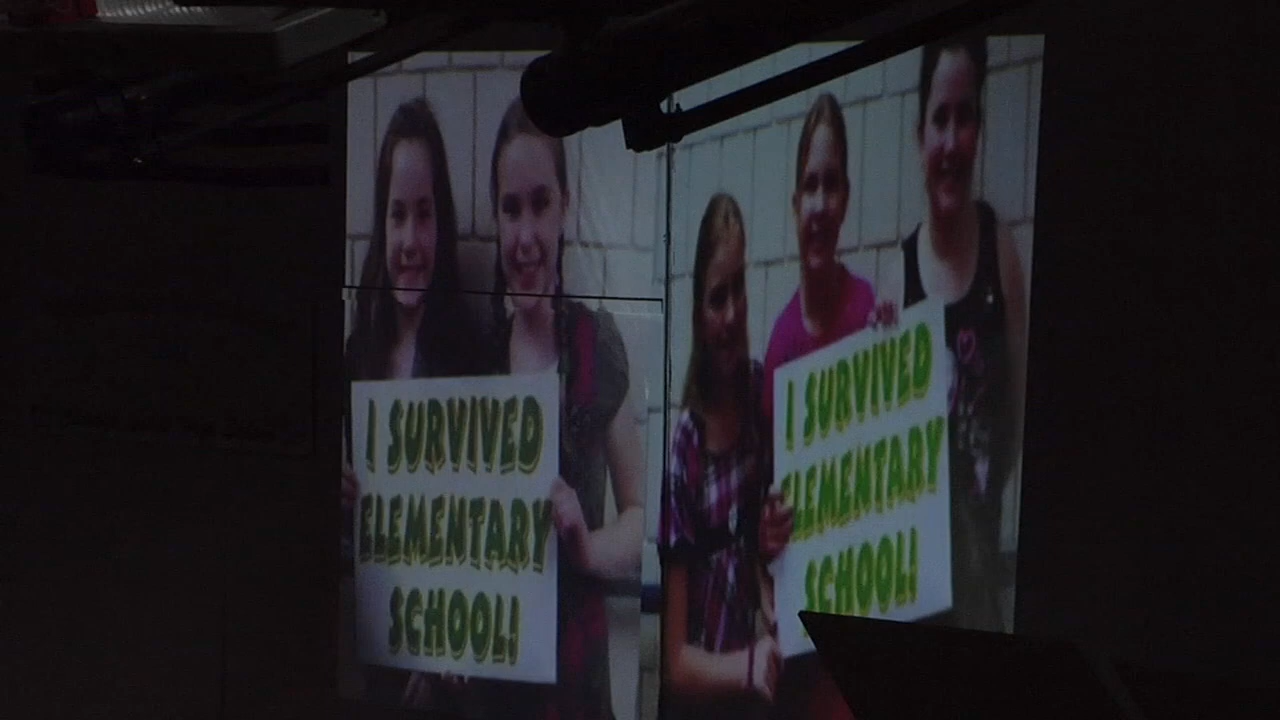 I SURVIVED
ELEMENTARY
SCHOOL!
I SURVIVED
ELEMENTARY
SCHOOL!